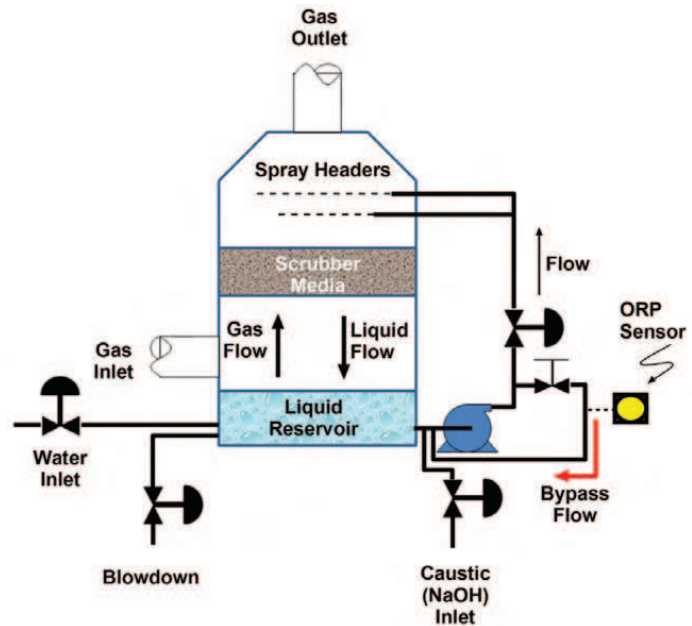 Gas
Outlet
Spray Headers
Scrubber
Media
Flow
ORP
Sensor
Gas
Inlet
Gas
Flow
Liquid
Flow
Liquid
Reservoir
Water
Inlet
Bypass
Flow
Blowdown
Caustic
(NaOH)
Inlet